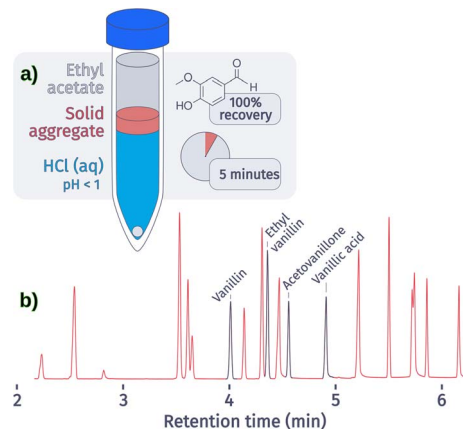 a)
Ethyl
acetate
Solid
aggregate
HCl (aq)
pH < 1
O
O
H
HO
100%
recovery
5 minutes
b)
Vanillin
Ethyl
vanillin
Acetovanillone
Vanillic acid
2 3 4 5 6
Retention time (min)